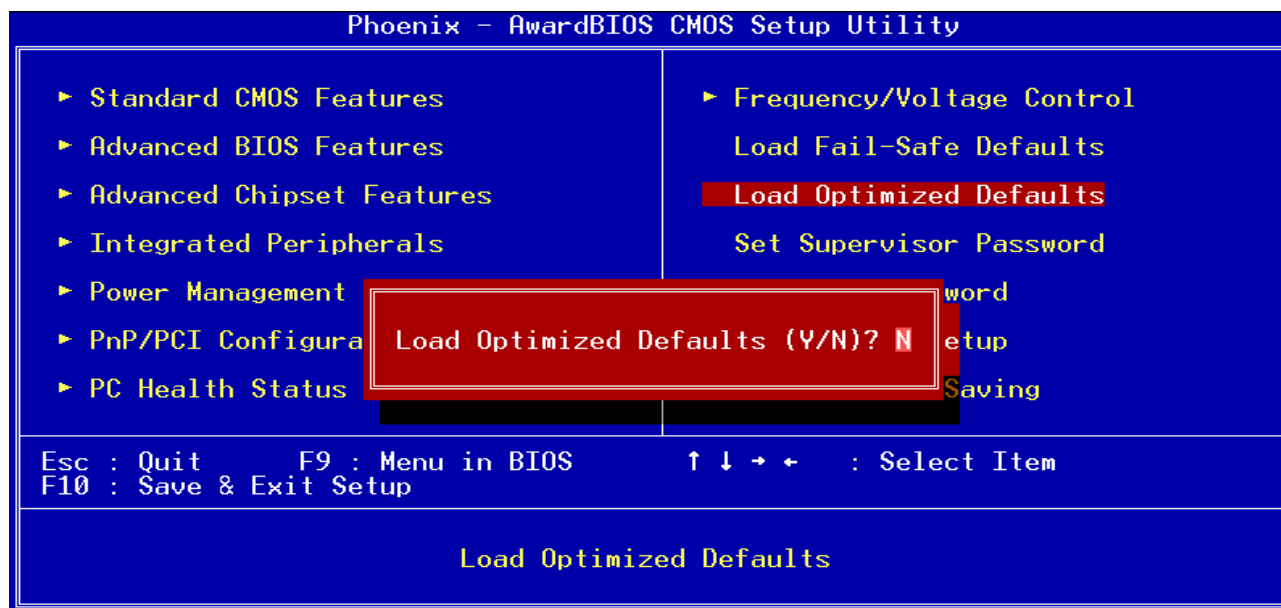 Phoenix - AwardBIOS CMOS Setup Utility
► Standard CMOS Features
► Advanced BIOS Features
► Advanced Chipset Features
► Integrated Peripherals
► Power Management
► PnP/PCI Configura
► PC Health Status
► Frequency/Voltage Control
Load Fail-Safe Defaults
Load Optimized Defaults
Set Supervisor Password
word
etup
Saving
Load Optimized Defaults (Y/N)? N
Esc : Quit F9 : Menu in BIOS ↑ ↓ → ← : Select Item
F10 : Save & Exit Setup
Load Optimized Defaults